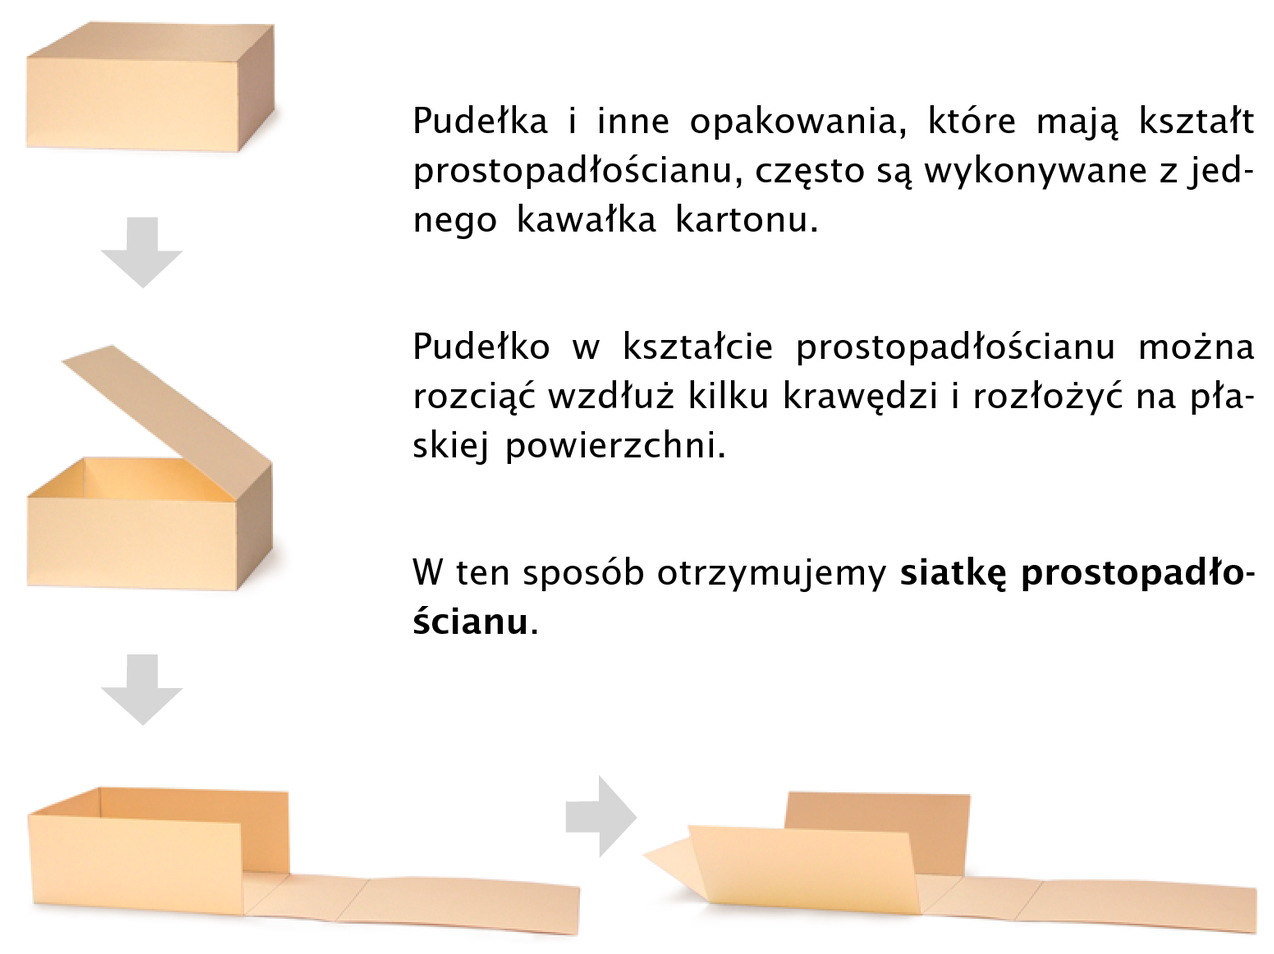 Pudełka i inne opakowania, które mają kształt
prostopadłościanu, często są wykonywane z jed-
nego kawałka kartonu.
Pudełko w kształcie prostopadłościanu można
rozciąć wzdłuż kilku krawędzi i rozłożyć na pła-
skiej powierzchni.
W ten sposób otrzymujemy siatkę prostopadło-
ścianu.